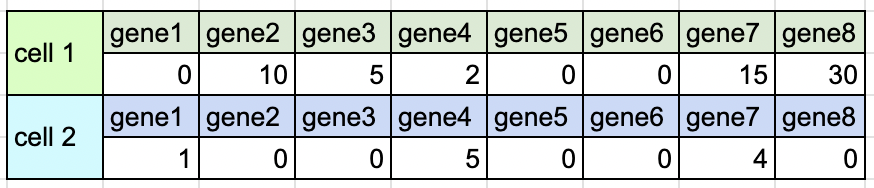 cell 1 gene1 gene2 gene3 gene4 gene5 gene6 gene7 gene8
0 10 5 2 0 0 15 30
cell 2 gene1 gene2 gene3 gene4 gene5 gene6 gene7 gene8
1 0 0 5 0 0 4 0